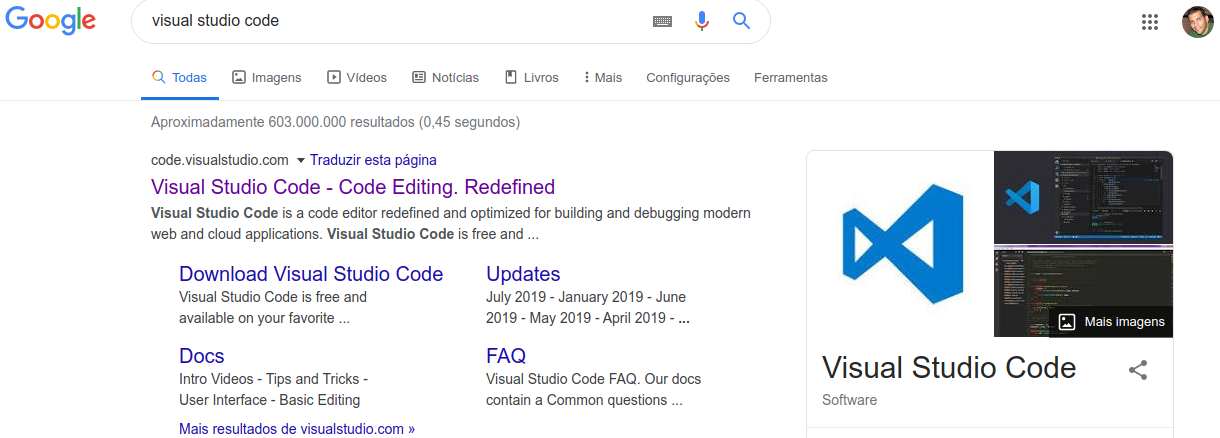 Google
visual studio code
Todas
Imagens
Vídeos
Notícias
Livros
Mais
Configurações
Ferramentas
Aproximadamente 603.000.000 resultados (0,45 segundos)
code.visualstudio.com
Traduzir esta página
Visual Studio Code - Code Editing. Redefined
Visual Studio Code is a code editor redefined and optimized for building and debugging modern
web and cloud applications. Visual Studio Code is free and ...
Download Visual Studio Code
Visual Studio Code is free and
available on your favorite ...
Updates
July 2019 - January 2019 - June
2019 - May 2019 - April 2019 - ...
Docs
Intro Videos - Tips and Tricks -
User Interface - Basic Editing
FAQ
Visual Studio Code FAQ. Our docs
contain a Common questions ...
Mais resultados de visualstudio.com »
Mais imagens
Visual Studio Code
Software